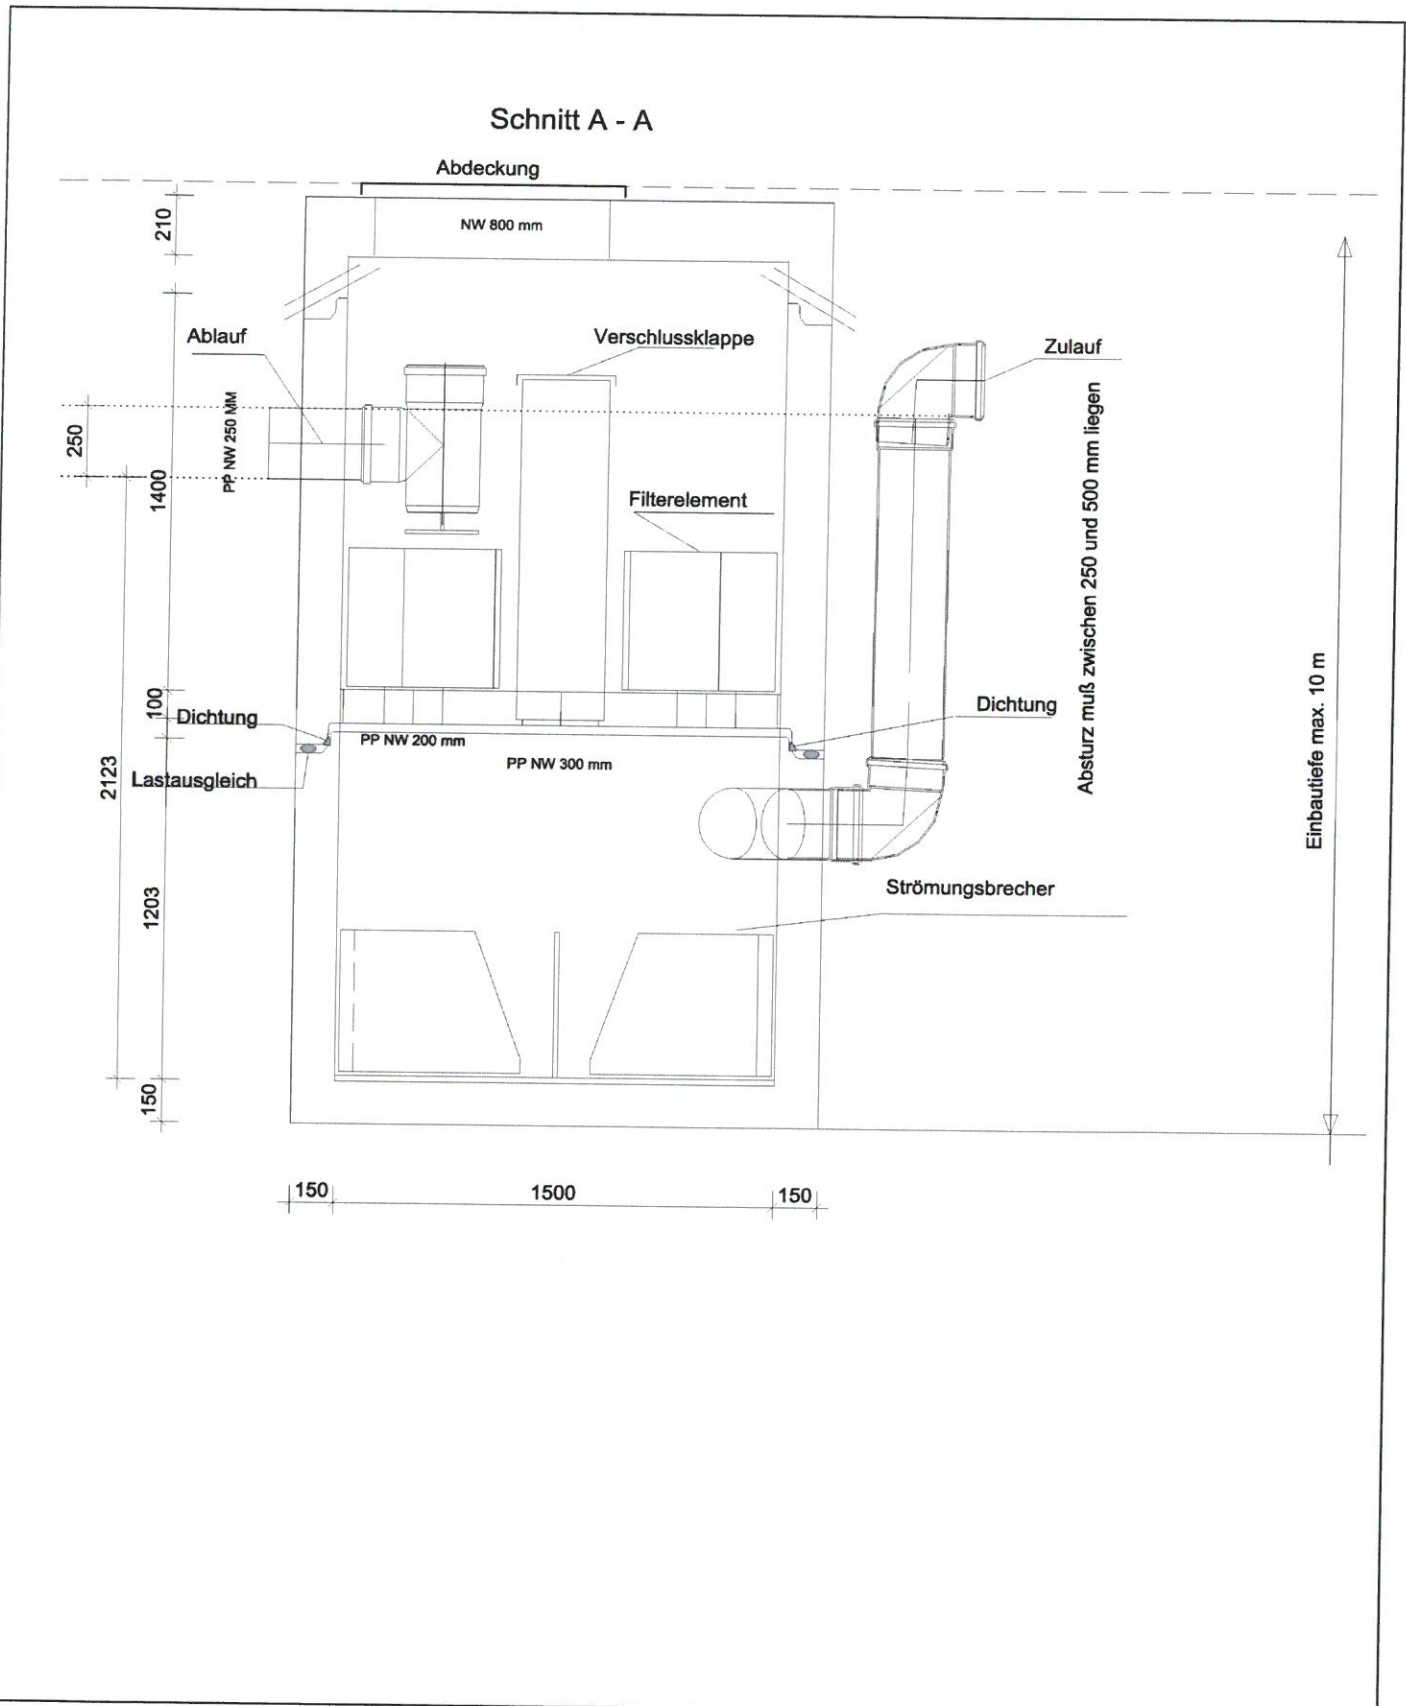 Schnitt A - A
Abdeckung
NW 800 mm
210
Ablauf
Verschlussklappe
Zulauf
PP NW 250 MM
250
1400
Filterelement
Absturz muß zwischen 250 und 500 mm liegen
Einbautiefe max. 10 m
100
Dichtung
Dichtung
PP NW 200 mm
PP NW 300 mm
2123
Lastausgleich
1203
Strömungsbrecher
150
150
1500
150